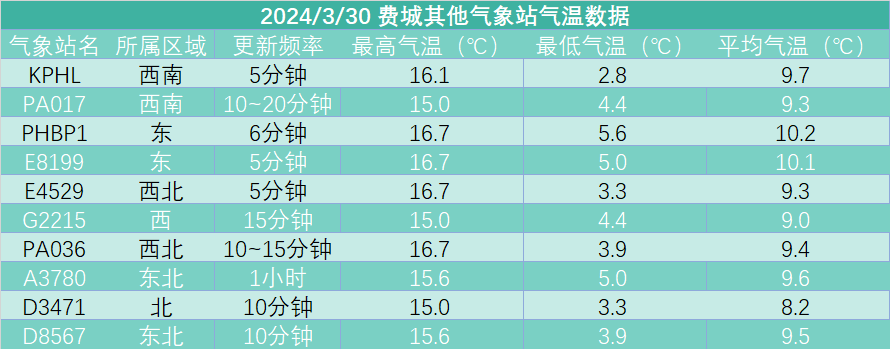 2024/3/30 费城其他气象站气温数据
气象站名 所属区域 更新频率 最高气温（℃） 最低气温（℃） 平均气温（℃）
KPHL 西南 5分钟 16.1 2.8 9.7
PA017 西南 10~20分钟 15.0 4.4 9.3
PHBP1 东 6分钟 16.7 5.6 10.2
E8199 东 5分钟 16.7 5.0 10.1
E4529 西北 5分钟 16.7 3.3 9.3
G2215 西 15分钟 15.0 4.4 9.0
PA036 西北 10~15分钟 16.7 3.9 9.4
A3780 东北 1小时 15.6 5.0 9.6
D3471 北 10分钟 15.0 3.3 8.2
D8567 东北 10分钟 15.6 3.9 9.5